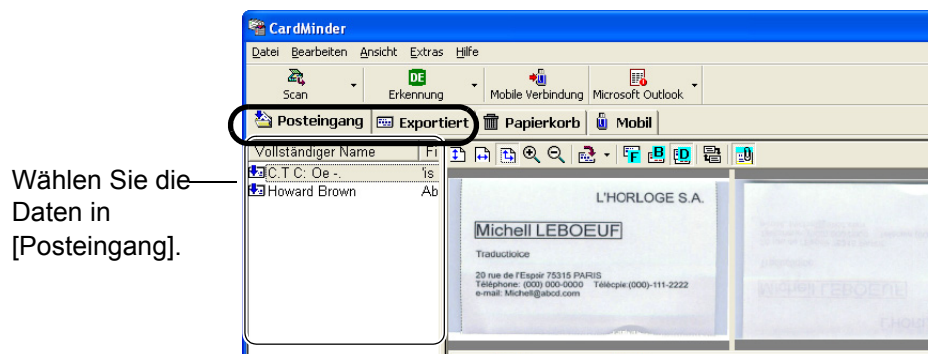 CardMinder
Datei Bearbeiten Ansicht Extras Hilfe
Scan
DE
Erkennung
Mobile Verbindung
Microsoft Outlook
Posteingang
Exportiert
Papierkorb
Mobil
Vollständiger Name
Fi
C.T C: Oe -.
'is
Howard Brown
Ab
Wählen Sie die
Daten in
[Posteingang].
L'HORLOGE S.A.
Michell LEBOEUF
Traductioice
20 rue de l'Espoir 75315 PARIS
Téléphone: (000) 000-0000 Télécpie:(000)-111-2222
e-mail: Michell@abcd.com